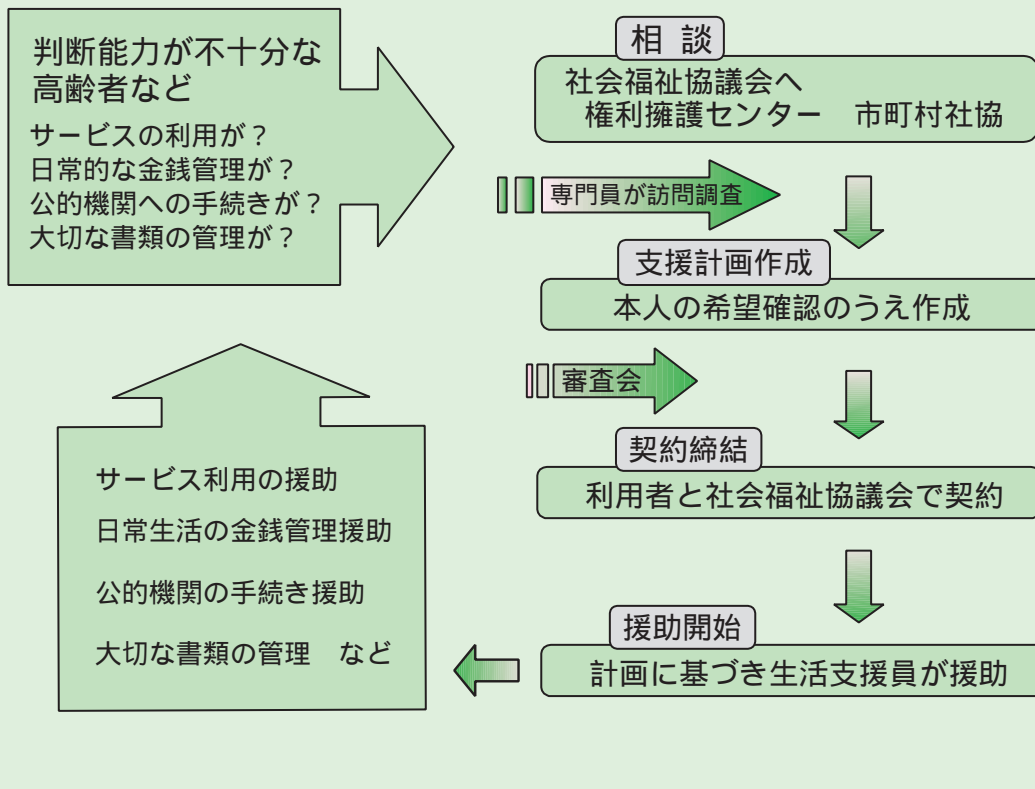 判断能力が不十分な
高齢者など
サービスの利用が？
日常的な金銭管理が？
公的機関への手続きが？
大切な書類の管理が？
相 談
社会福祉協議会へ
権利擁護センター　市町村社協
専門員が訪問調査
支援計画作成
本人の希望確認のうえ作成
審査会
契約締結
利用者と社会福祉協議会で契約
援助開始
計画に基づき生活支援員が援助
サービス利用の援助
日常生活の金銭管理援助
公的機関の手続き援助
大切な書類の管理　など